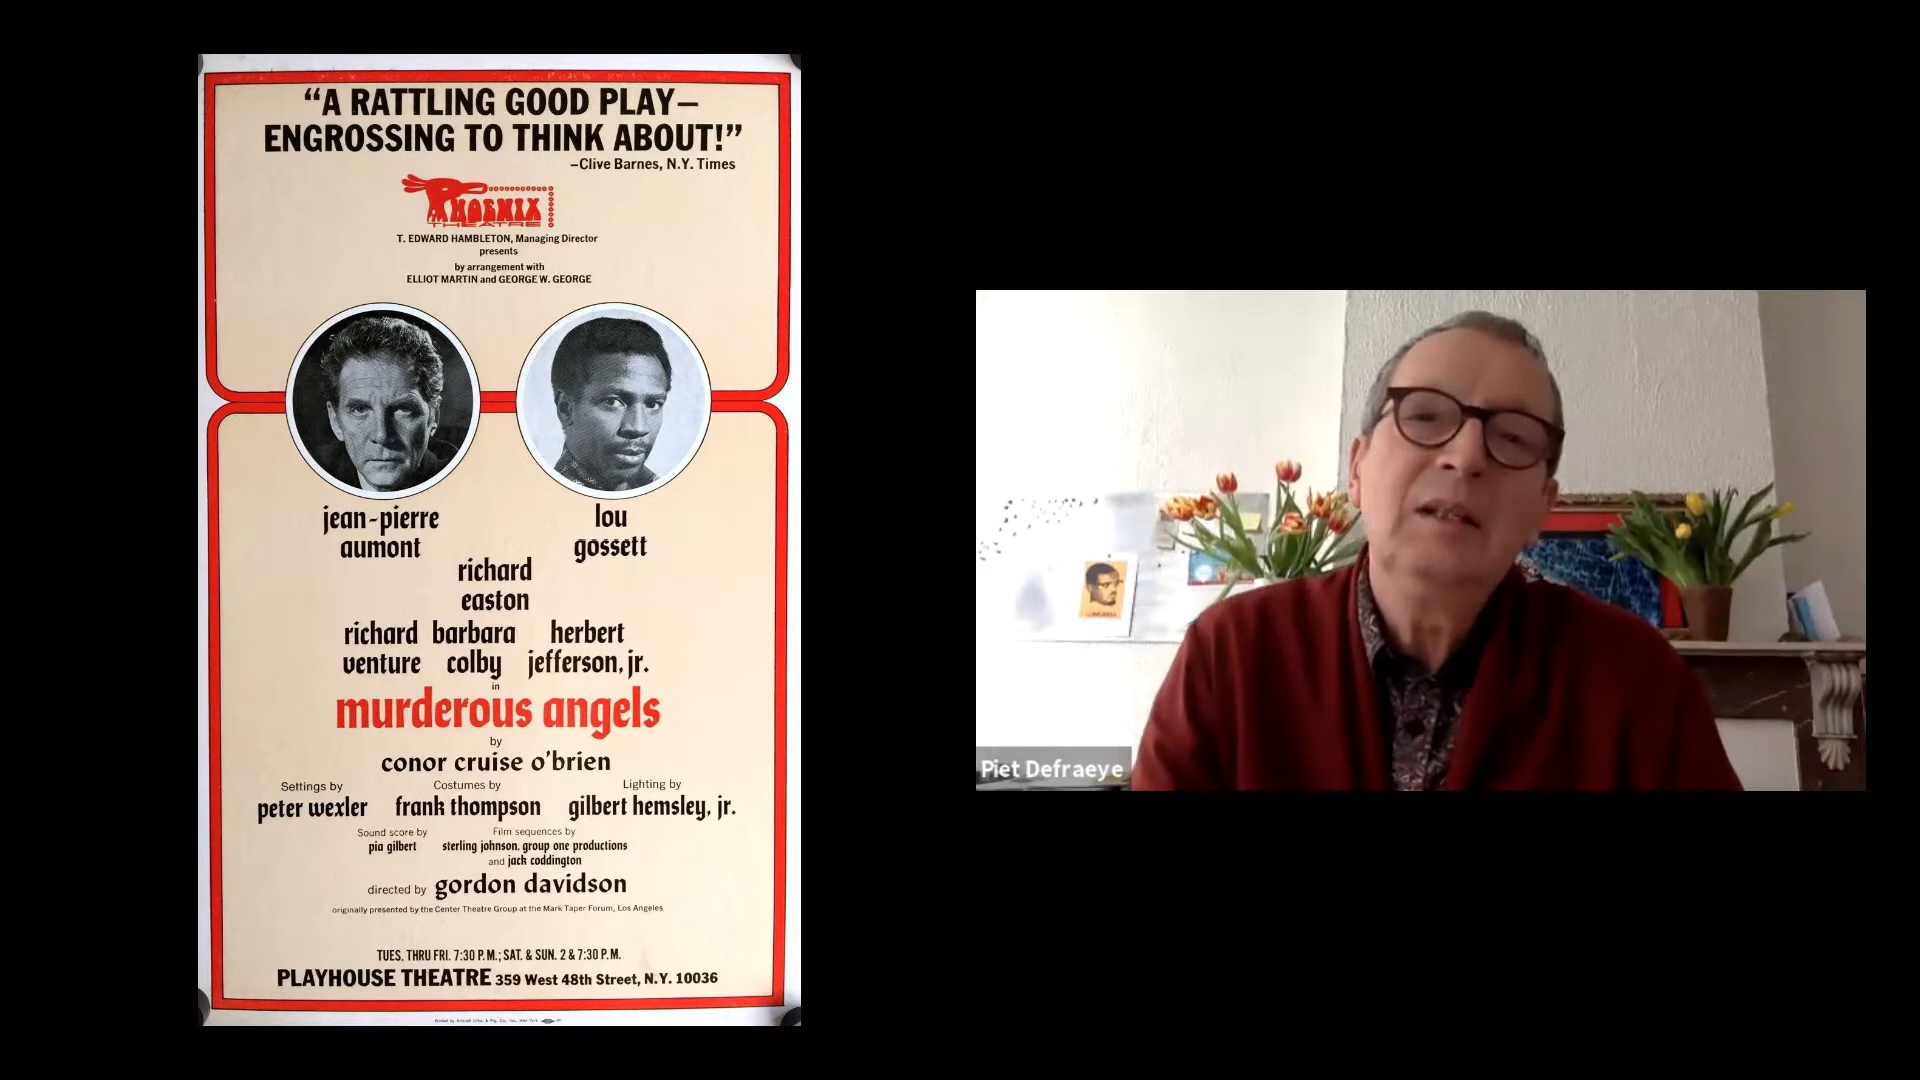 “A RATTLING GOOD PLAY–
ENGROSSING TO THINK ABOUT!”
–Clive Barnes, N.Y. Times
PHOENIX
THEATRE
T. EDWARD HAMBLETON, Managing Director
presents
by arrangement with
ELLIOT MARTIN and GEORGE W. GEORGE
jean-pierre
aumont
lou
gossett
richard
easton
richard
venture
barbara
colby
herbert
jefferson, jr.
in
murderous angels
by
conor cruise o’brien
Settings by
peter wexler
Costumes by
frank thompson
Lighting by
gilbert hemsley, jr.
Sound score by
pia gilbert
Film sequences by
sterling johnson, group one productions
and jack coddington
directed by gordon davidson
originally presented by the Center Theatre Group at the Mark Taper Forum, Los Angeles
TUES. THRU FRI. 7:30 P.M.; SAT. & SUN. 2 & 7:30 P.M.
PLAYHOUSE THEATRE 359 West 48th Street, N.Y. 10036
Piet Defraeye